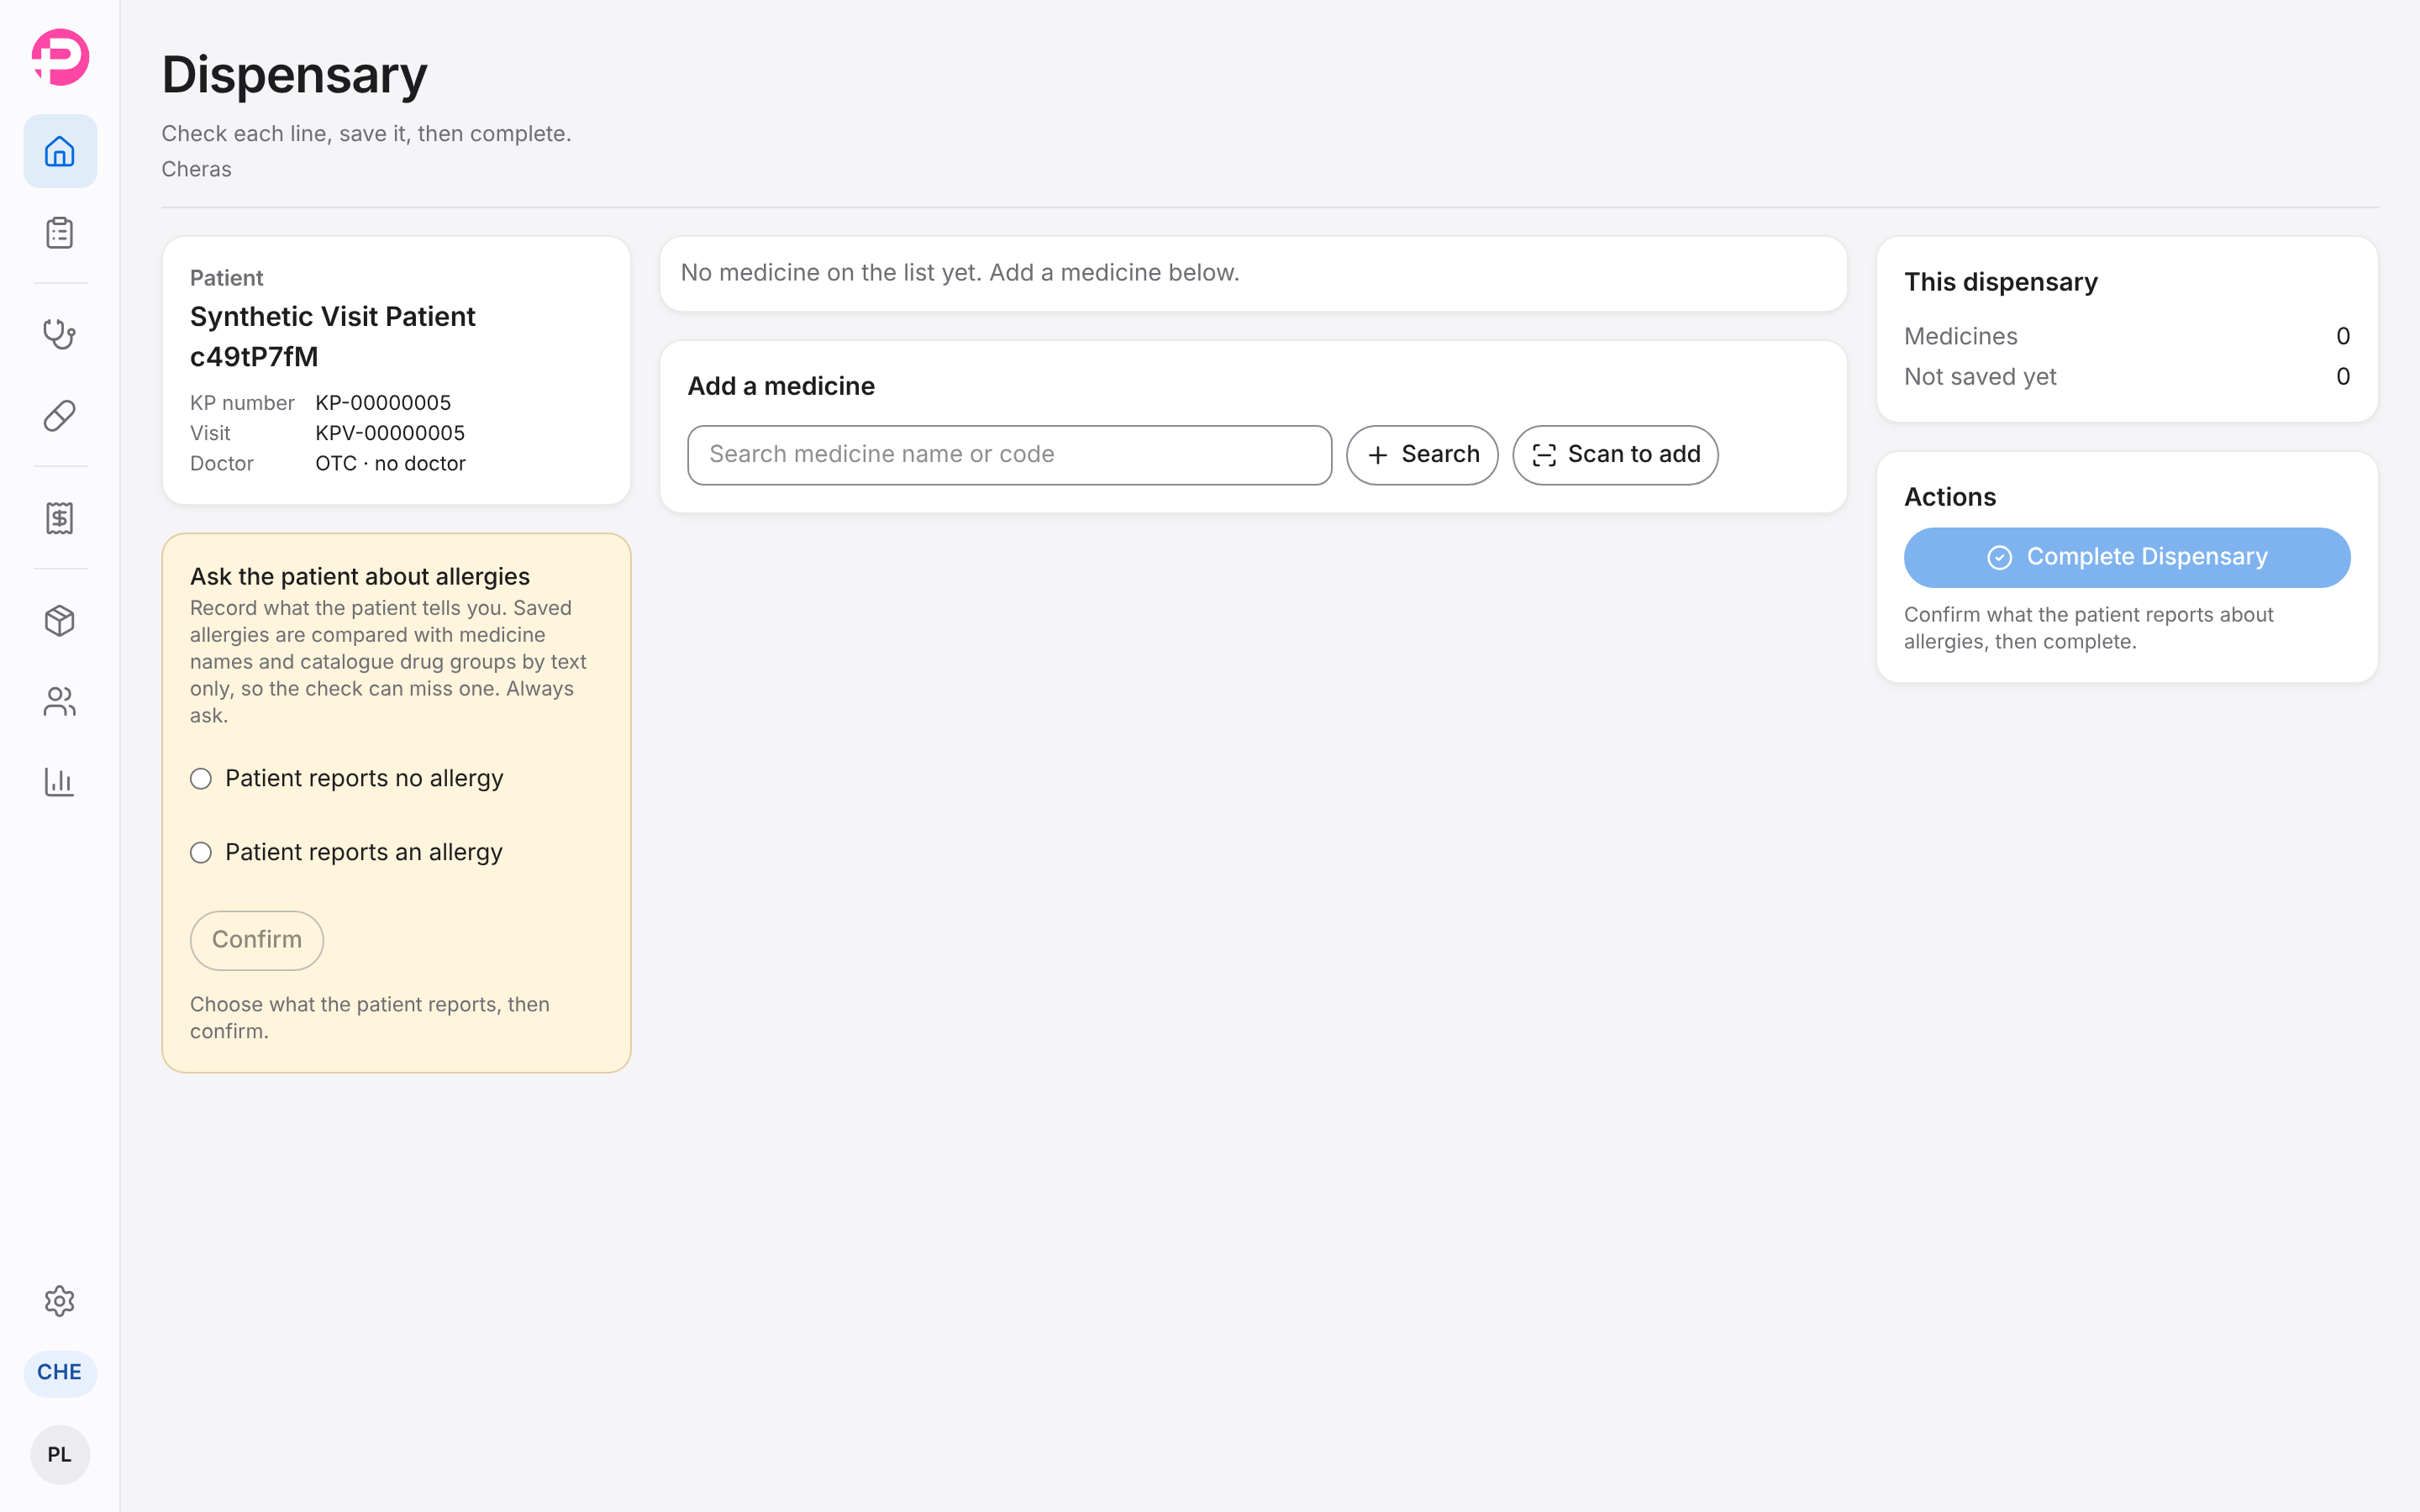 Dispensary
Check each line, save it, then complete.
Cheras
Patient
Synthetic Visit Patient
c49tP7fM
KP number KP-00000005
Visit KPV-00000005
Doctor OTC · no doctor
Ask the patient about allergies
Record what the patient tells you. Saved
allergies are compared with medicine
names and catalogue drug groups by text
only, so the check can miss one. Always
ask.
Patient reports no allergy
Patient reports an allergy
Confirm
Choose what the patient reports, then
confirm.
No medicine on the list yet. Add a medicine below.
Add a medicine
Search medicine name or code
Search
Scan to add
This dispensary
Medicines 0
Not saved yet 0
Actions
Complete Dispensary
Confirm what the patient reports about
allergies, then complete.
CHE
PL